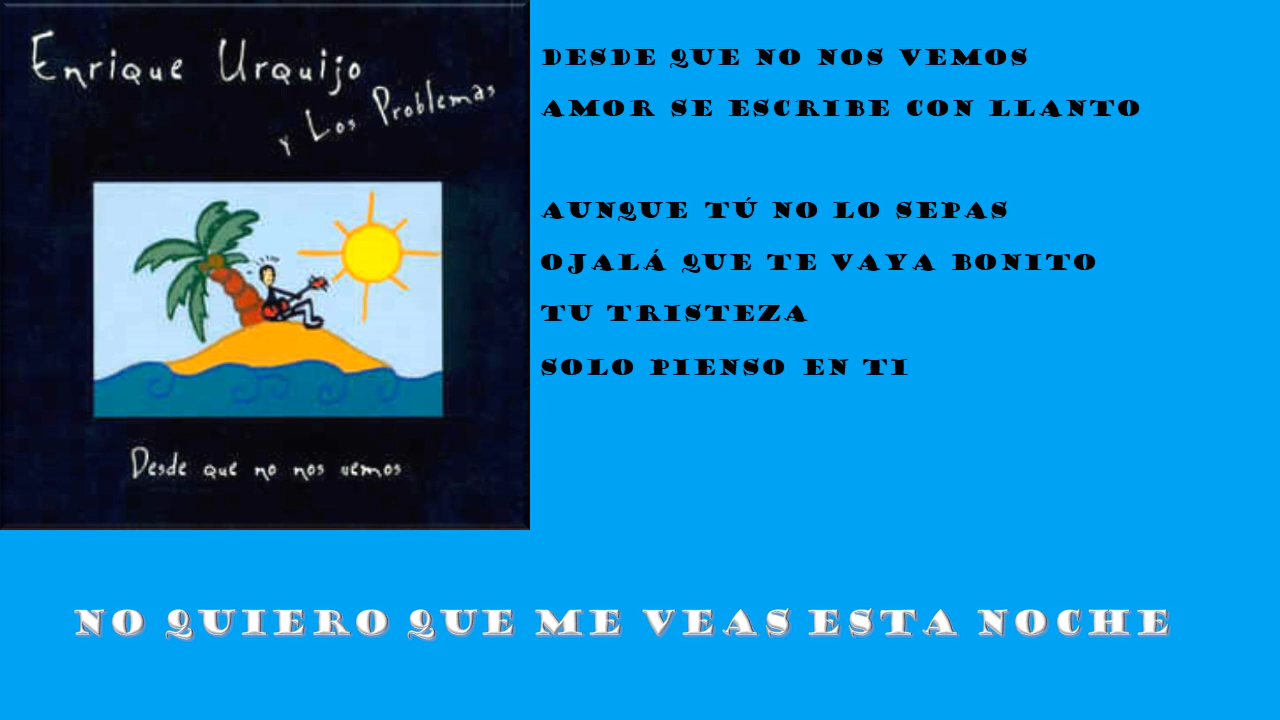 Enrique Urquijo
y Los Problemas
Desde que no nos vemos
DESDE QUE NO NOS VEMOS
AMOR SE ESCRIBE CON LLANTO
AUNQUE TÚ NO LO SEPAS
OJALÁ QUE TE VAYA BONITO
TU TRISTEZA
SOLO PIENSO EN TI
NO QUIERO QUE ME VEAS ESTA NOCHE